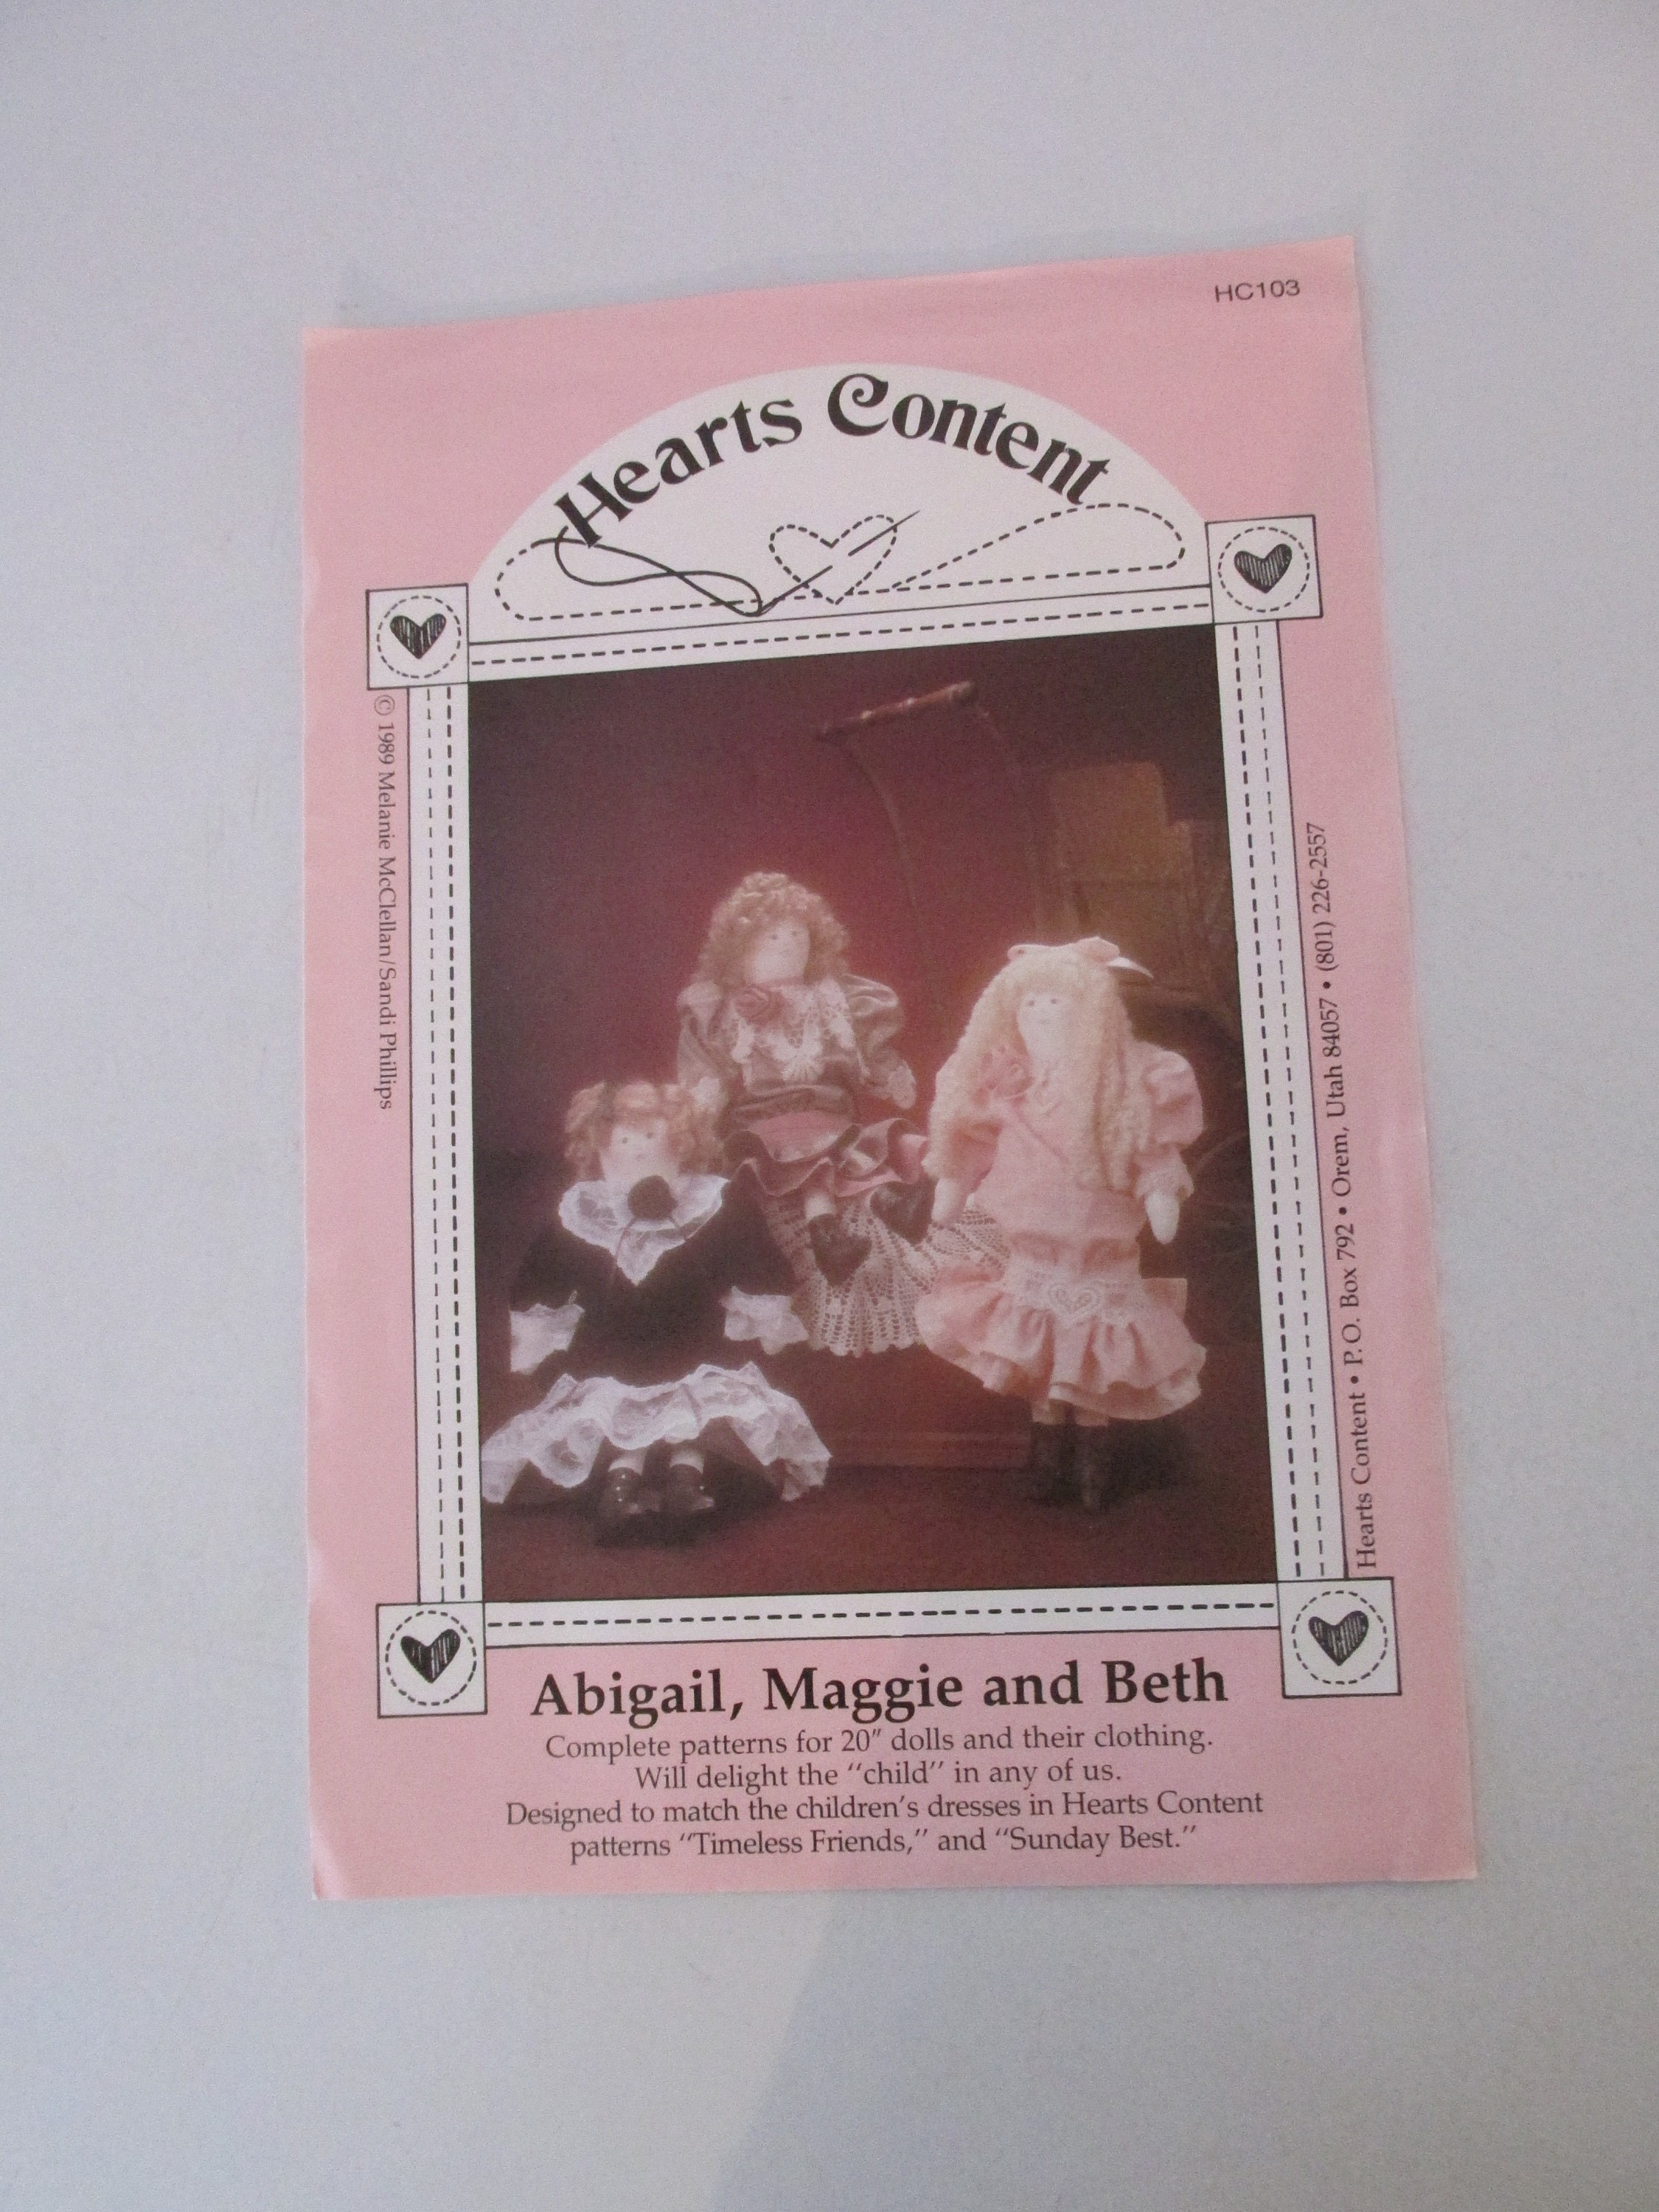 HC103
Hearts Content
© 1989 Melanie McClellan/Sandi Phillips
Hearts Content • P.O. Box 792 • Orem, Utah 84057 • (801) 226-2557
Abigail, Maggie and Beth
Complete patterns for 20" dolls and their clothing.
Will delight the "child" in any of us.
Designed to match the children's dresses in Hearts Content
patterns "Timeless Friends," and "Sunday Best."